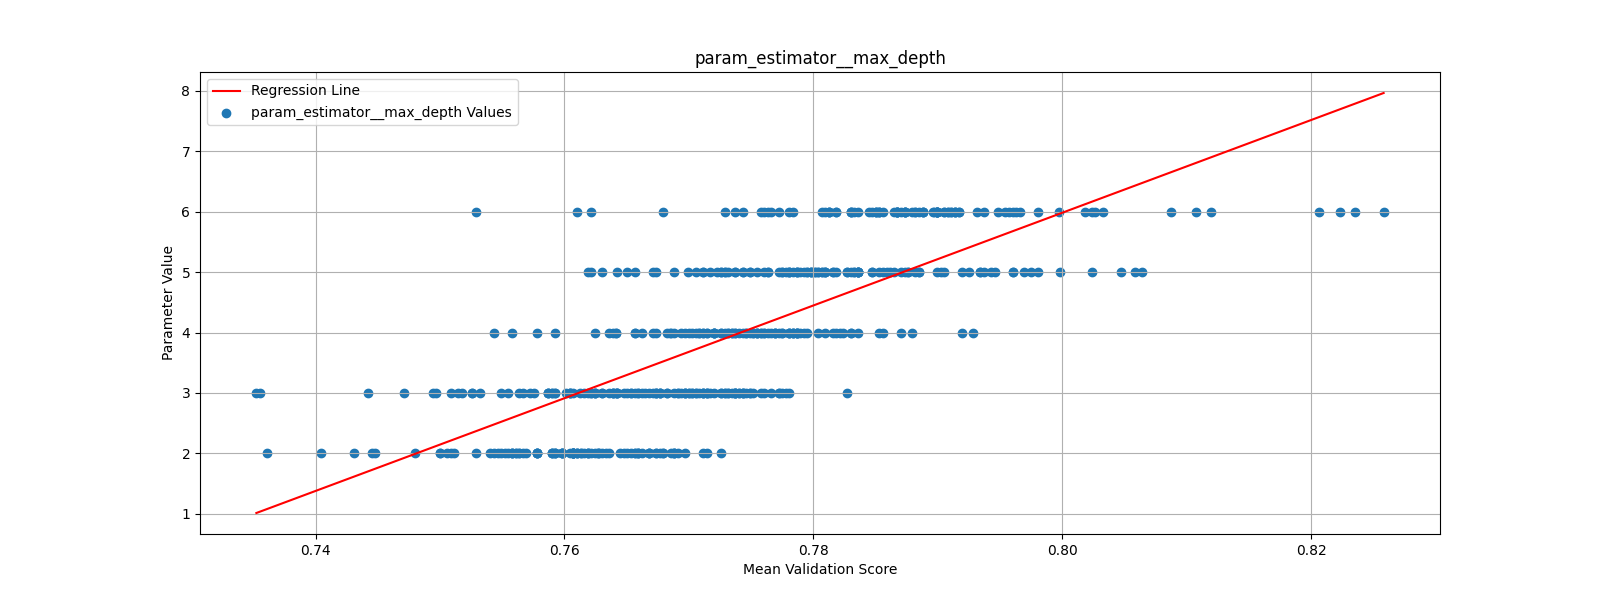 param_estimator__max_depth
Regression Line
param_estimator__max_depth Values
8
7
6
5
4
3
2
1
Parameter Value
0.74 0.76 0.78 0.80 0.82
Mean Validation Score